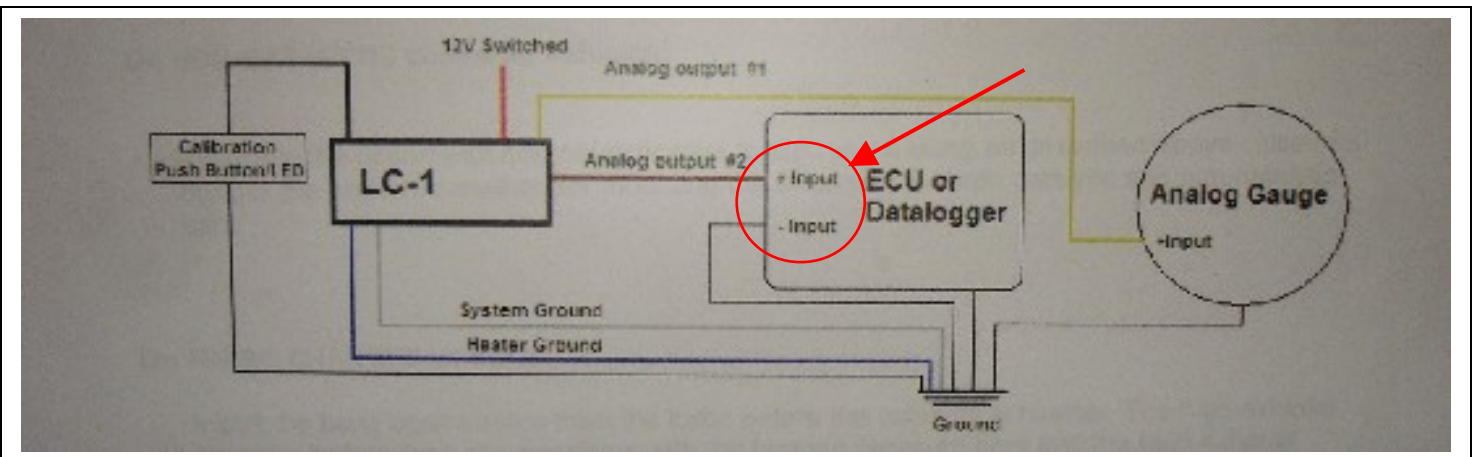 12V Switched
Analog output #1
Calibration
Push Button/LED
LC-1
Analog output #2
+ Input
- Input
ECU or
Datalogger
Analog Gauge
+Input
System Ground
Heater Ground
Ground